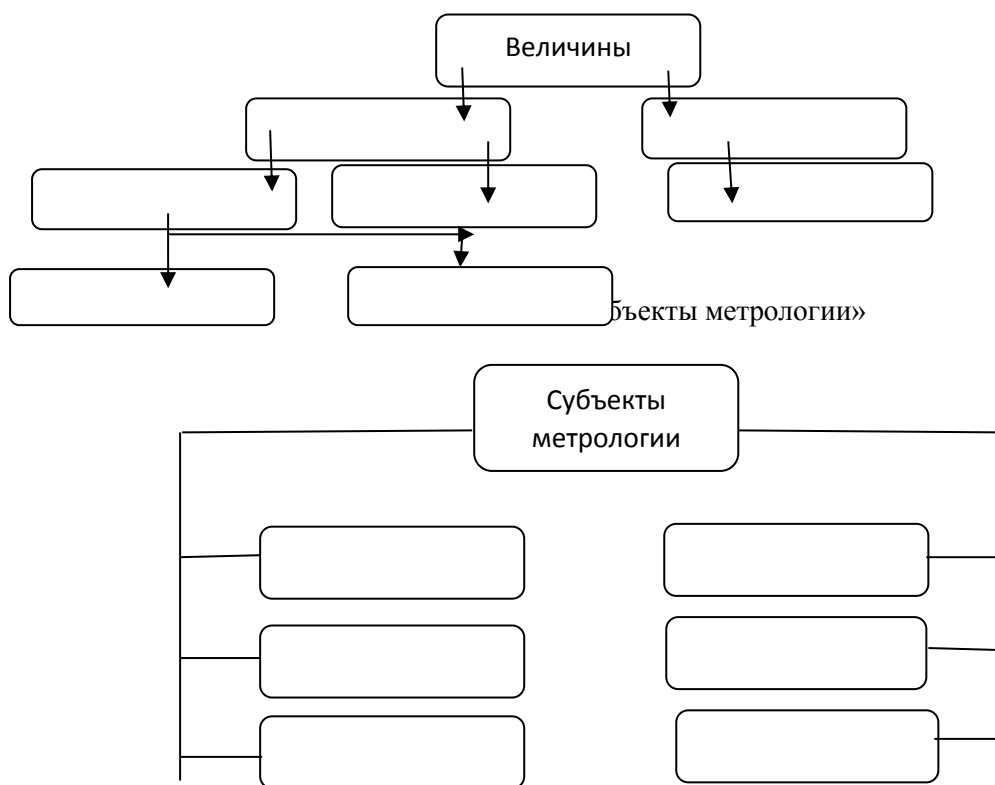 Величины
бъекты метрологии»
Субъекты
метрологии